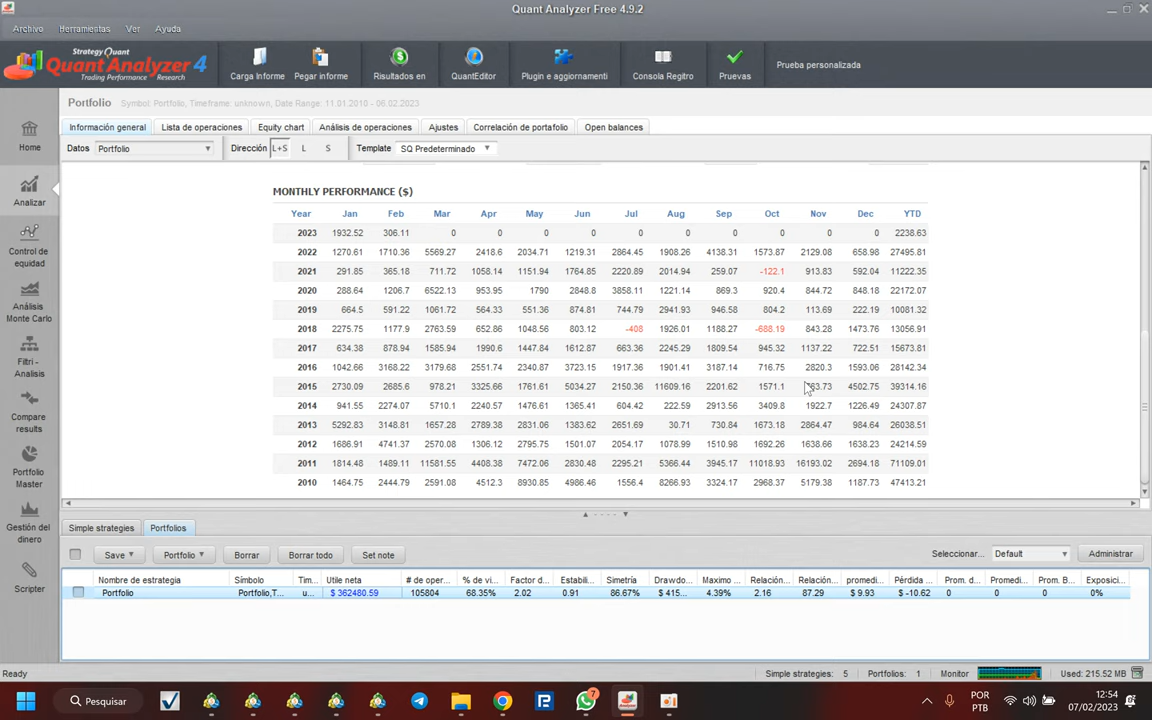 Quant Analyzer Free 4.9.2
Archivo Herramientas Ver Ayuda
StrategyQuant
QuantAnalyzer 4
Trading Performance Research
Carga Informe Pegar informe Risultados en QuantEditor Plugin e aggiornamenti Consola Regitro Pruevas Prueba personalizada
Portfolio Symbol: Portfolio, Timeframe: unknown, Date Range: 11.01.2010 - 06.02.2023
Información general Lista de operaciones Equity chart Análisis de operaciones Ajustes Correlación de portafolio Open balances
Datos Portfolio Dirección L+S L S Template SQ Predeterminado
Home
Analizar
Control de equidad
Análisis Monte Carlo
Filtri - Analisis
Compare results
Portfolio Master
Gestión del dinero
Scripter
MONTHLY PERFORMANCE ($)
Year Jan Feb Mar Apr May Jun Jul Aug Sep Oct Nov Dec YTD
2023 1932.52 306.11 0 0 0 0 0 0 0 0 0 0 2238.63
2022 1270.61 1710.36 5569.27 2418.6 2034.71 1219.31 2864.45 1908.26 4138.31 1573.87 2129.08 658.98 27495.81
2021 291.85 365.18 711.72 1058.14 1151.94 1764.85 2220.89 2014.94 259.07 -122.1 913.83 592.04 11222.35
2020 288.64 1206.7 6522.13 953.95 1790 2848.8 3858.11 1221.14 869.3 920.4 844.72 848.18 22172.07
2019 664.5 591.22 1061.72 564.33 551.36 874.81 744.79 2941.93 946.58 804.2 113.69 222.19 10081.32
2018 2275.75 1177.9 2763.59 652.86 1048.56 803.12 -408 1926.01 1188.27 -688.19 843.28 1473.76 13056.91
2017 634.38 878.94 1585.94 1990.6 1447.84 1612.87 663.36 2245.29 1809.54 945.32 1137.22 722.51 15673.81
2016 1042.66 3168.22 3179.68 2551.74 2340.87 3723.15 1917.36 1901.41 3187.14 716.75 2820.3 1593.06 28142.34
2015 2730.09 2685.6 978.21 3325.66 1761.61 5034.27 2150.36 11609.16 2201.62 1571.1 4502.75 39314.16
2014 941.55 2274.07 5710.1 2240.57 1476.61 1365.41 604.42 222.59 2913.56 3409.8 1922.7 1226.49 24307.87
2013 5292.83 3148.81 1657.28 2789.38 2831.06 1383.62 2651.69 30.71 730.84 1673.18 2864.47 984.64 26038.51
2012 1686.91 4741.37 2570.08 1306.12 2795.75 1501.07 2054.17 1078.99 1510.98 1692.26 1638.66 1638.23 24214.59
2011 1814.48 1489.11 11581.55 4408.38 7472.06 2830.48 2295.21 5366.44 3945.17 11018.93 16193.02 2694.18 71109.01
2010 1464.75 2444.79 2591.08 4512.3 8930.85 4986.46 1556.4 8266.93 3324.17 2968.37 5179.38 1187.73 47413.21
Simple strategies Portfolios
Save Portfolio Borrar Borrar todo Set note Seleccionar... Default Administrar
Nombre de estrategia Símbolo Tim... Utile neta # de oper... % de vi... Factor d... Estabili... Simetría Drawdo... Maximo ... Relación... Relación... promedi... Pérdida ... Prom. d... Promedi... Prom. B... Exposici...
Portfolio Portfolio,T... u... $ 362480.59 105804 68.35% 2.02 0.91 86.67% $ 415... 4.39% 2.16 87.29 $ 9.93 $ -10.62 0 0 0 0%
Ready Simple strategies: 5 Portfolios: 1 Monitor Used: 215.52 MB
Pesquisar 7 POR PTB 12:54 07/02/2023